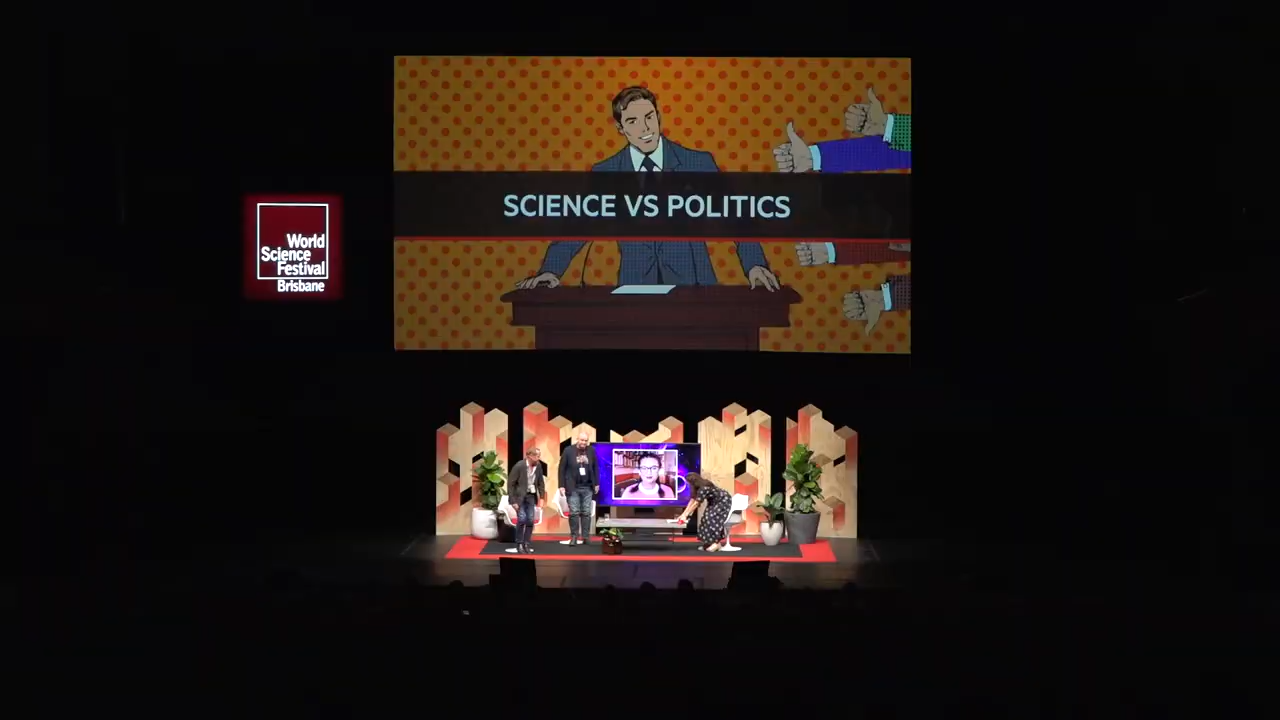 SCIENCE VS POLITICS
World
Science
Festival
Brisbane